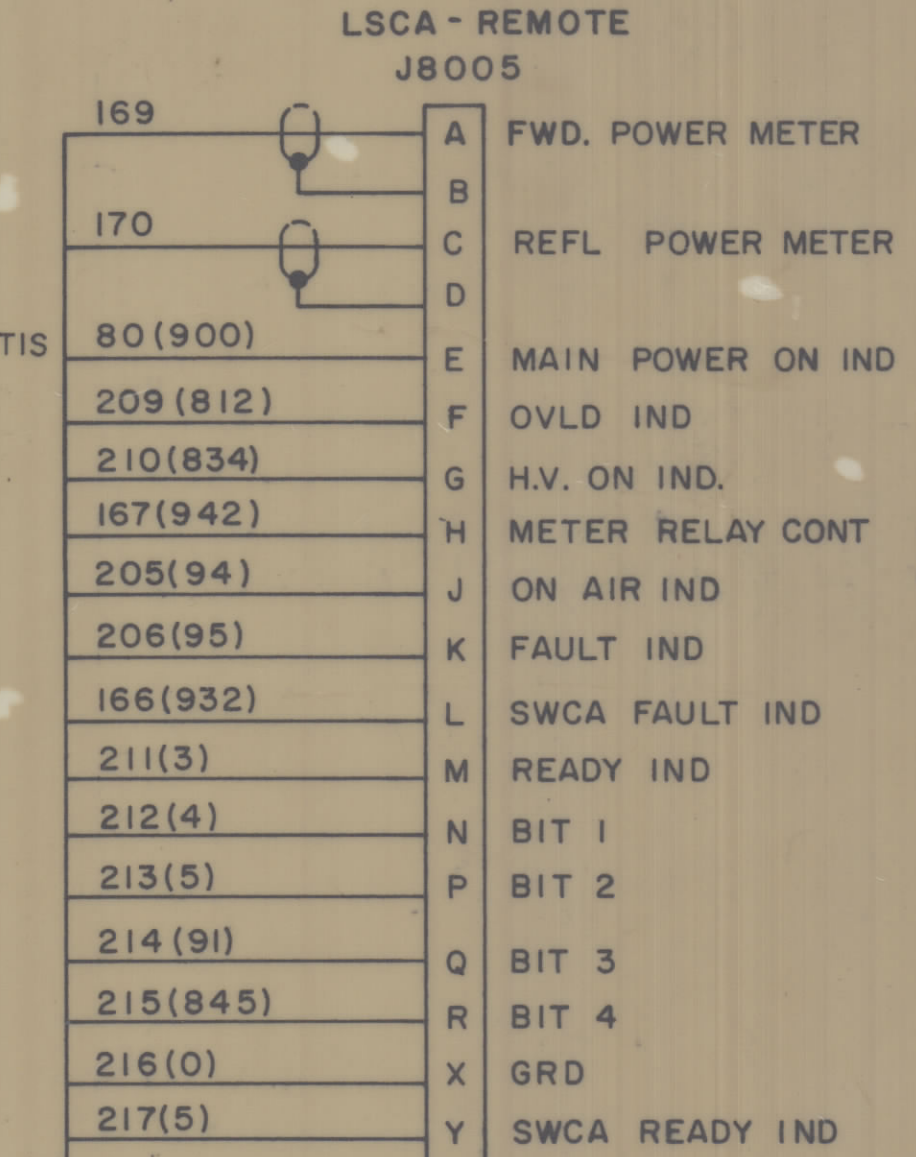 LSCA - REMOTE
J8005
169 A FWD. POWER METER
B
170 C REFL POWER METER
D
TIS 80(900) E MAIN POWER ON IND
209(812) F OVLD IND
210(834) G H.V. ON IND.
167(942) H METER RELAY CONT
205(94) J ON AIR IND
206(95) K FAULT IND
166(932) L SWCA FAULT IND
211(3) M READY IND
212(4) N BIT 1
213(5) P BIT 2
214(91) Q BIT 3
215(845) R BIT 4
216(0) X GRD
217(5) Y SWCA READY IND